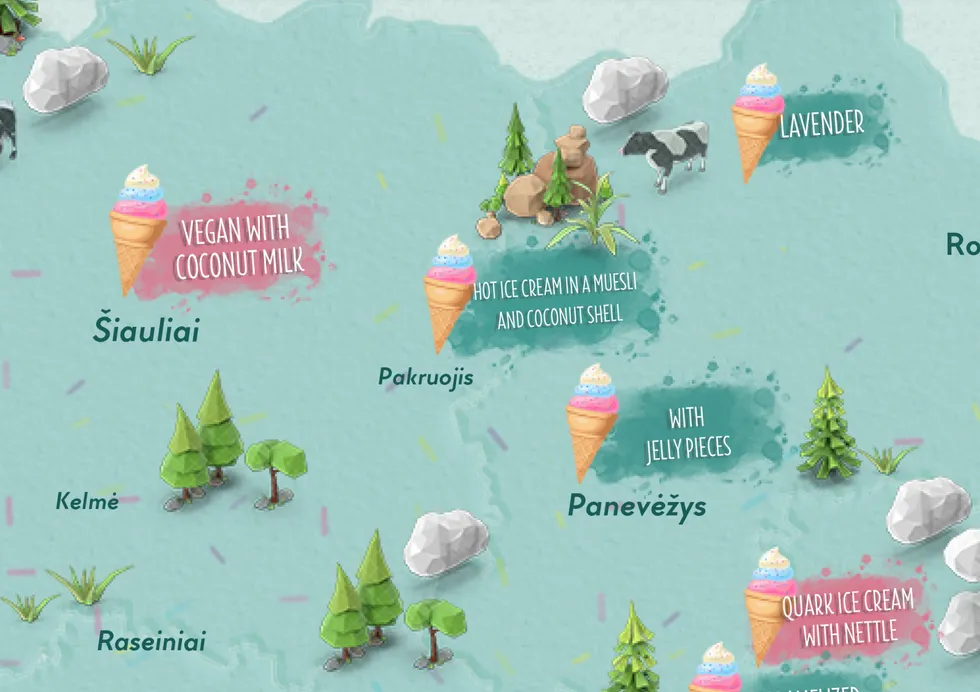 LAVENDER
VEGAN WITH
COCONUT MILK
Ro
HOT ICE CREAM IN A MUESLI
AND COCONUT SHELL
Šiauliai
Pakruojis
WITH
JELLY PIECES
Kelmė
Panevėžys
QUARK ICE CREAM
WITH NETTLE
Raseiniai